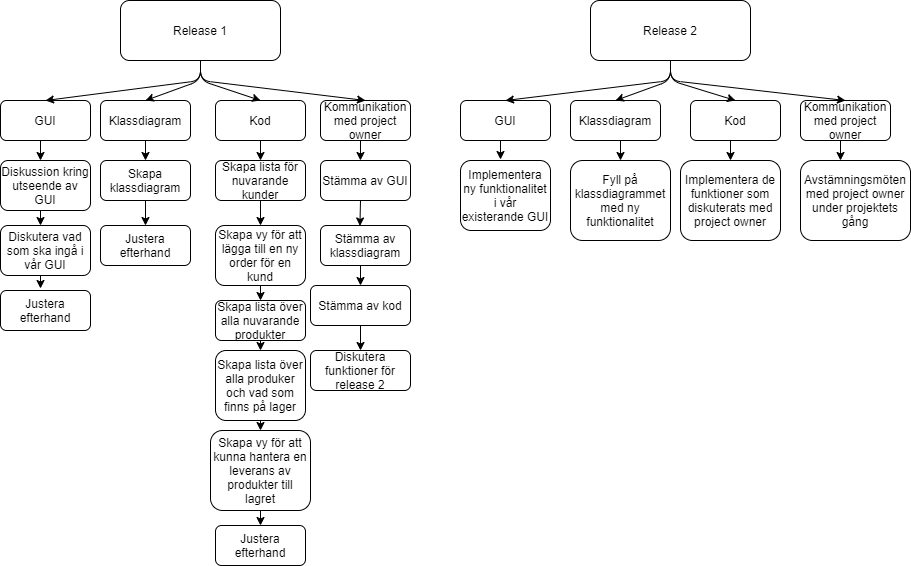 Release 1
GUI
Diskussion kring
utseende av
GUI
Diskutera vad
som ska ingå i
vår GUI
Justera
efterhand
Klassdiagram
Skapa
klassdiagram
Justera
efterhand
Kod
Skapa lista för
nuvarande
kunder
Skapa vy för att
lägga till en ny
order för en
kund
Skapa lista över
alla nuvarande
produkter
Skapa lista över
alla produker
och vad som
finns på lager
Skapa vy för att
kunna hantera en
leverans av
produkter till
lagret
Justera
efterhand
Kommunikation
med project
owner
Stämma av GUI
Stämma av
klassdiagram
Stämma av kod
Diskutera
funktioner för
release 2
Release 2
GUI
Implementera
ny funktionalitet
i vår
existerande GUI
Klassdiagram
Fyll på
klassdiagrammet
med ny
funktionalitet
Kod
Implementera de
funktioner som
diskuterats med
project owner
Kommunikation
med project
owner
Avstämningsmöten
med project owner
under projektets
gång